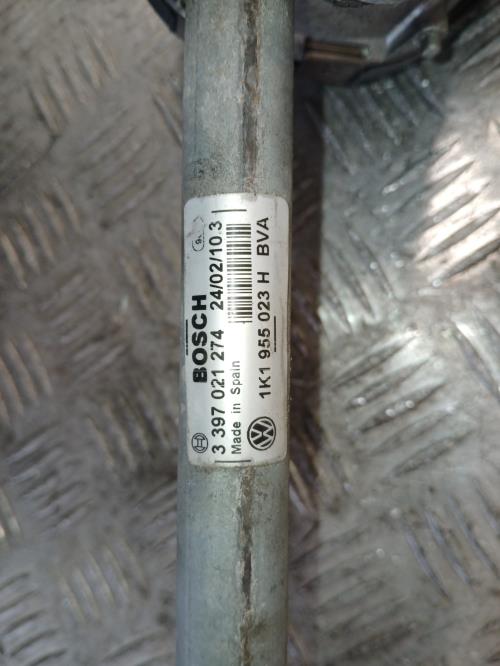 BOSCH
3 397 021 274 24/02/10.3
Made in Spain
1K1 955 023 H BVA